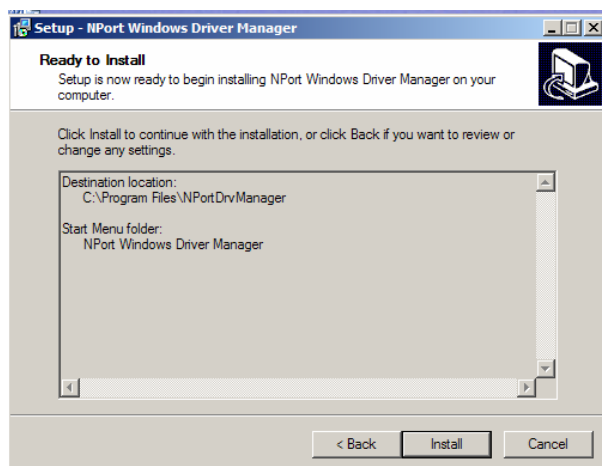 Setup - NPort Windows Driver Manager
Ready to Install
Setup is now ready to begin installing NPort Windows Driver Manager on your
computer.
Click Install to continue with the installation, or click Back if you want to review or
change any settings.
Destination location:
C:\Program Files\NPortDrvManager
Start Menu folder:
NPort Windows Driver Manager
< Back
Install
Cancel